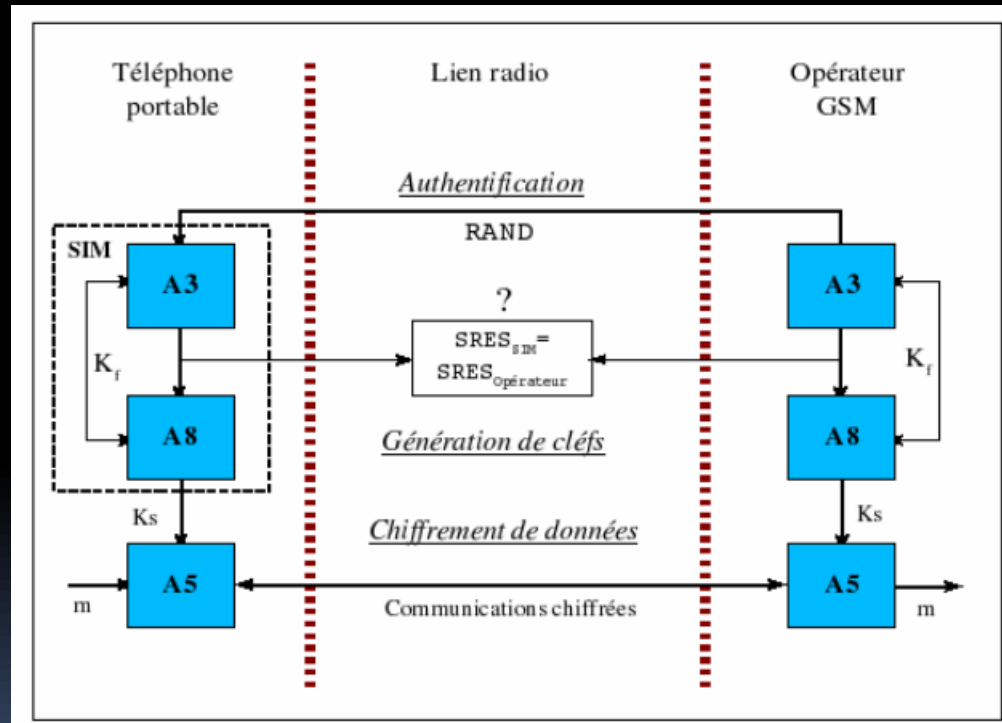 Téléphone
portable
Lien radio
Opérateur
GSM
Authentification
RAND
SIM
A3
A3
?
SRES_SIM=
SRES_Opérateur
K_f
K_f
A8
A8
Génération de cléfs
Ks
Ks
Chiffrement de données
A5
A5
m
Communications chiffrées
m